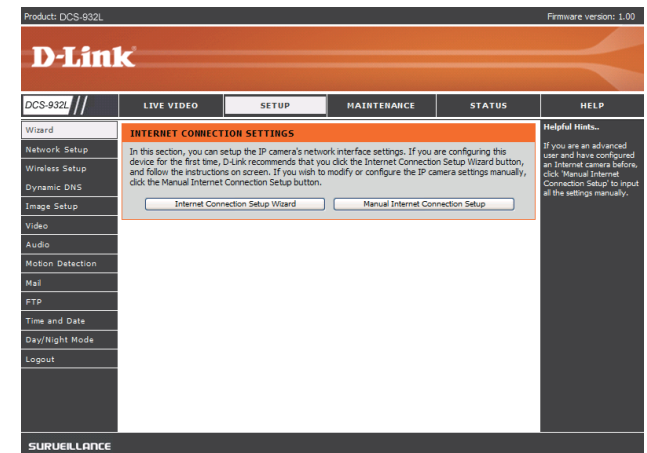 Product: DCS-932L
Firmware version: 1.00
D-Link
DCS-932L //
LIVE VIDEO
SETUP
MAINTENANCE
STATUS
HELP
Wizard
Network Setup
Wireless Setup
Dynamic DNS
Image Setup
Video
Audio
Motion Detection
Mail
FTP
Time and Date
Day/Night Mode
Logout
INTERNET CONNECTION SETTINGS
In this section, you can setup the IP camera's network interface settings. If you are configuring this
device for the first time, D-Link recommends that you click the Internet Connection Setup Wizard button,
and follow the instructions on screen. If you wish to modify or configure the IP camera settings manually,
click the Manual Internet Connection Setup button.
Internet Connection Setup Wizard
Manual Internet Connection Setup
Helpful Hints..
If you are an advanced
user and have configured
an Internet camera before,
click 'Manual Internet
Connection Setup' to input
all the settings manually.
SURVEILLANCE